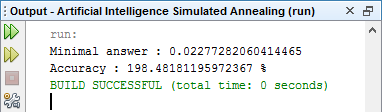 Output - Artificial Intelligence Simulated Annealing (run)
run:
Minimal answer : 0.02277282060414465
Accuracy : 198.48181195972367 %
BUILD SUCCESSFUL (total time: 0 seconds)